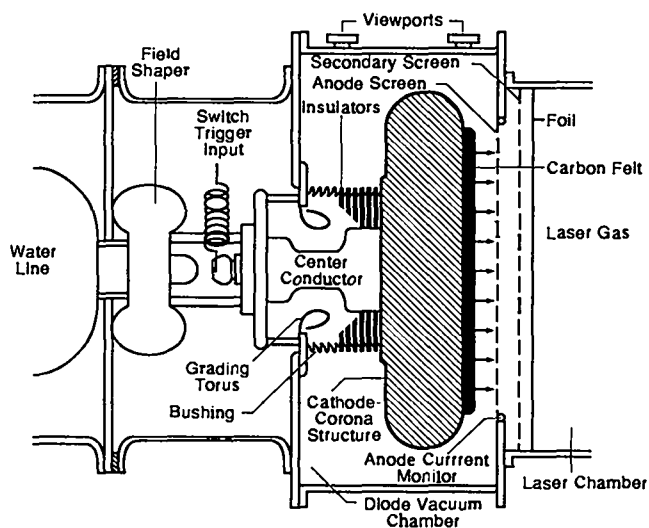 Viewports
Field
Shaper
Secondary Screen
Anode Screen
Insulators
Switch
Trigger
Input
Foil
Carbon Felt
Water
Line
Center
Conductor
Laser Gas
Grading
Torus
Bushing
Cathode-
Corona
Structure
Anode Currrent
Monitor
Laser Chamber
Diode Vacuum
Chamber